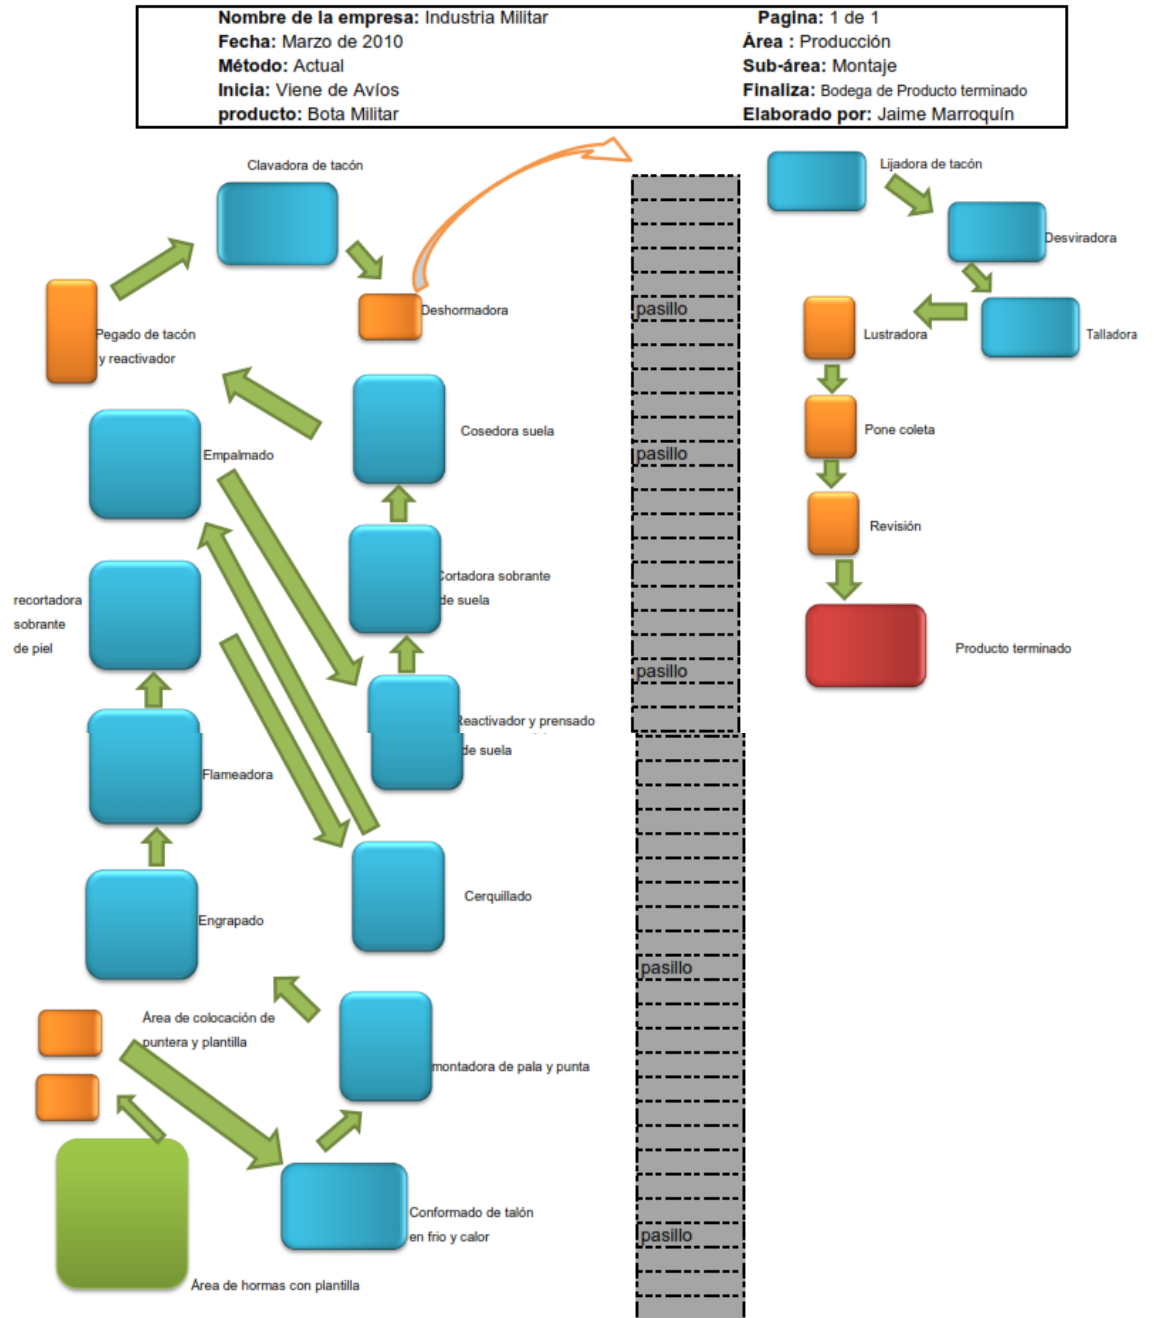 Nombre de la empresa: Industria Militar
Pagina: 1 de 1
Fecha: Marzo de 2010
Área : Producción
Método: Actual
Sub-área: Montaje
Inicia: Viene de Avíos
Finaliza: Bodega de Producto terminado
producto: Bota Militar
Elaborado por: Jaime Marroquín
Clavadora de tacón
Lijadora de tacón
Desviradora
Deshormadora
pasillo
Pegado de tacón
y reactivador
Lustradora
Talladora
Cosedora suela
Pone coleta
Empalmado
pasillo
Revisión
Cortadora sobrante
de suela
recortadora
sobrante
de piel
Producto terminado
pasillo
Reactivador y prensado
de suela
Flameadora
Cerquillado
Engrapado
pasillo
Área de colocación de
puntera y plantilla
montadora de pala y punta
Conformado de talón
en frio y calor
pasillo
Área de hormas con plantilla